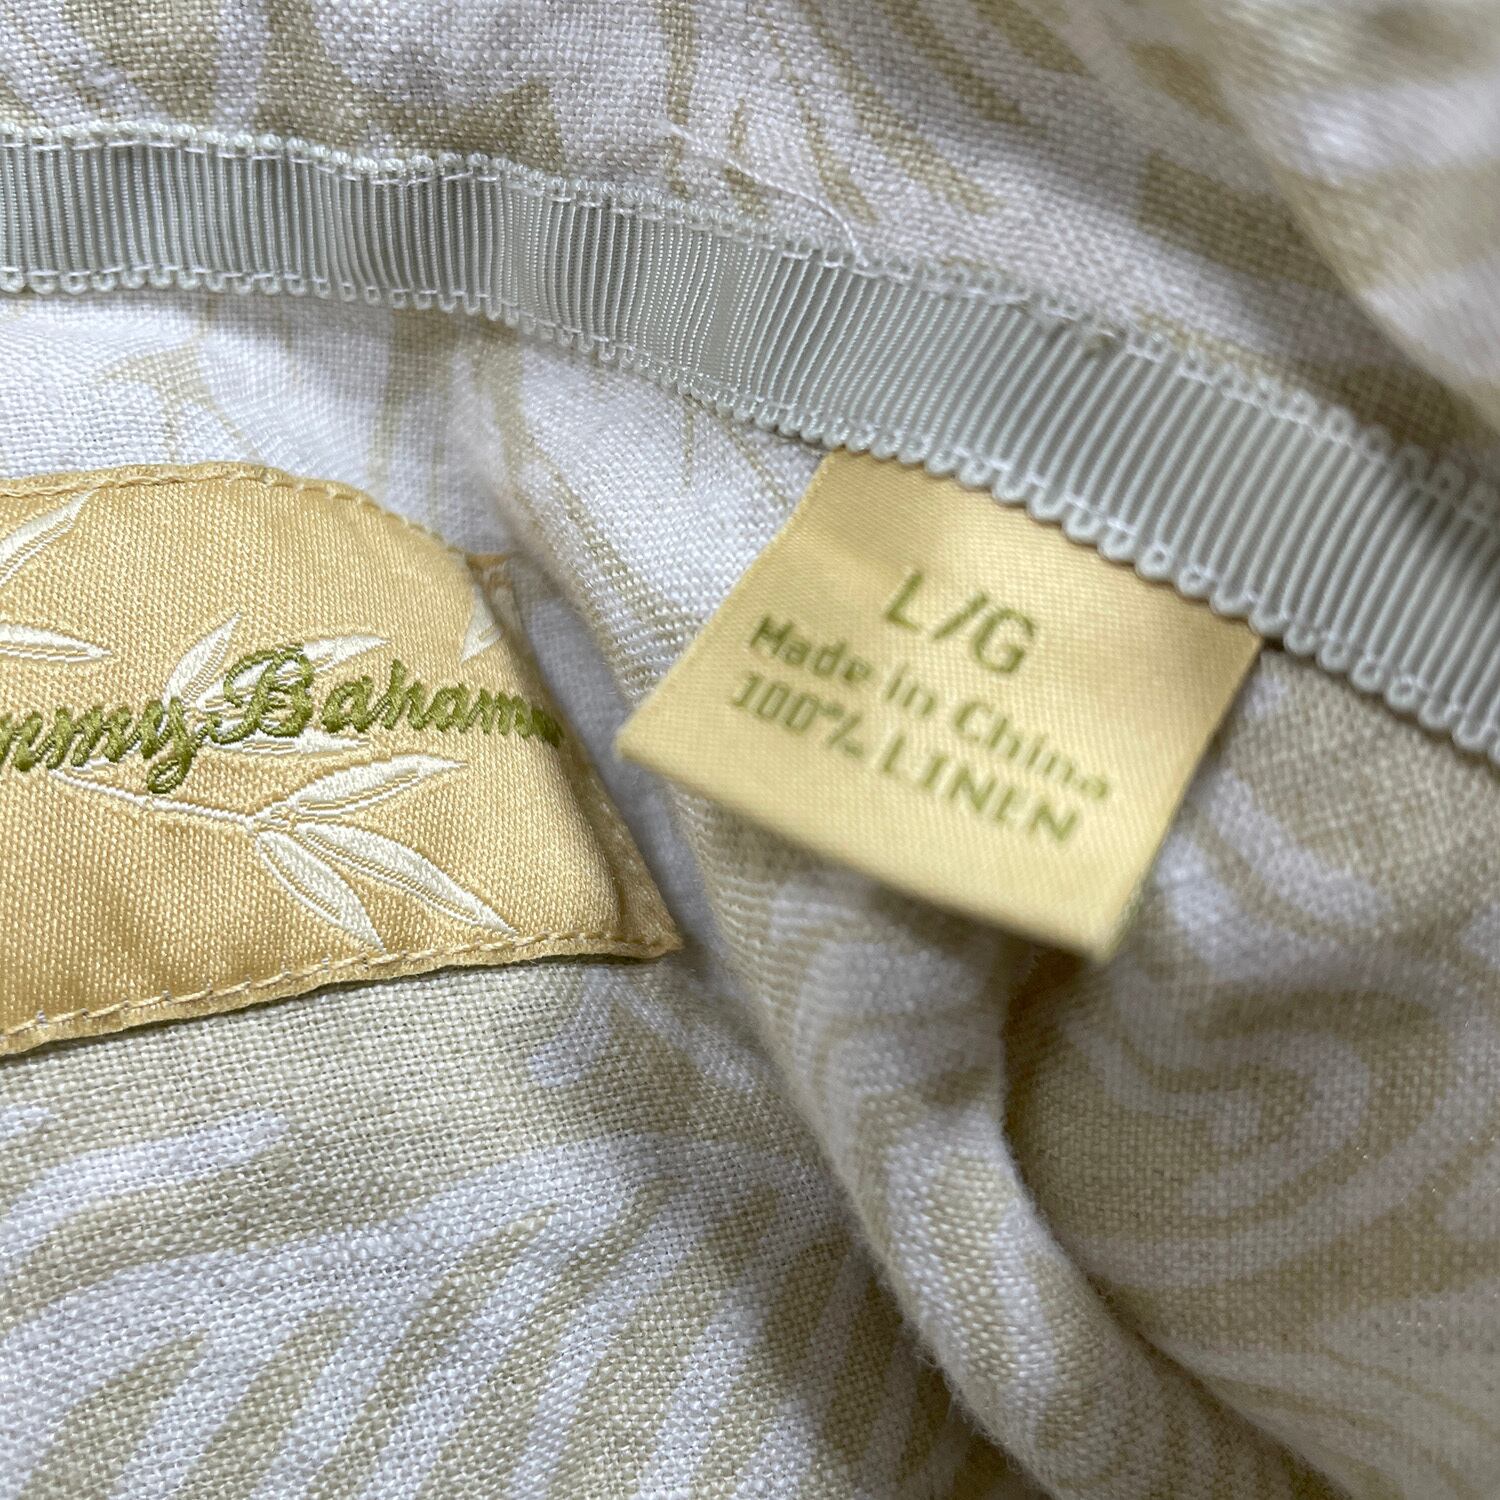 mmy Bahama
L/G
Made in China
100% LINEN